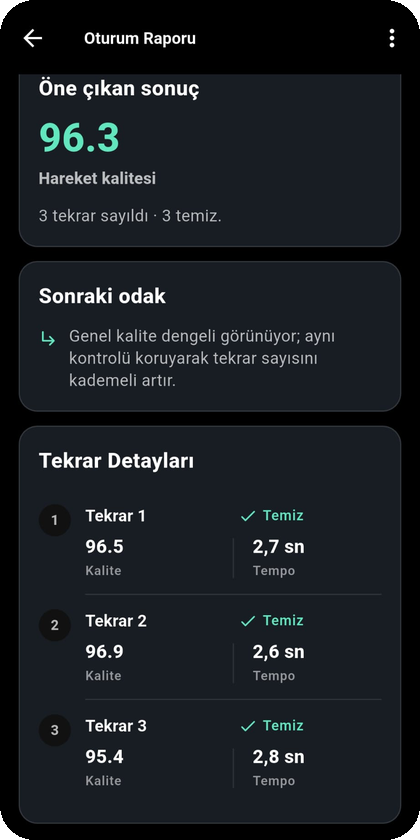 Oturum Raporu
Öne çıkan sonuç
96.3
Hareket kalitesi
3 tekrar sayıldı · 3 temiz.
Sonraki odak
Genel kalite dengeli görünüyor; aynı
kontrolü koruyarak tekrar sayısını
kademeli artır.
Tekrar Detayları
1 Tekrar 1 Temiz
96.5 2,7 sn
Kalite Tempo
2 Tekrar 2 Temiz
96.9 2,6 sn
Kalite Tempo
3 Tekrar 3 Temiz
95.4 2,8 sn
Kalite Tempo